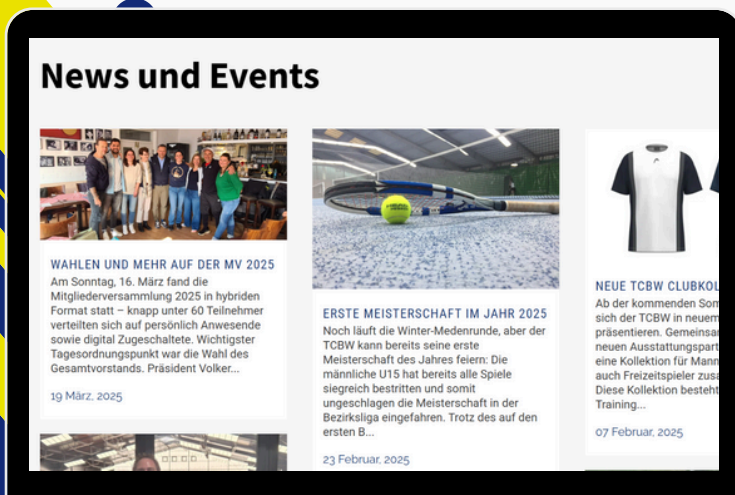 News und Events
WAHLEN UND MEHR AUF DER MV 2025
Am Sonntag, 16. März fand die
Mitgliederversammlung 2025 in hybriden
Format statt – knapp unter 60 Teilnehmer
verteilten sich auf persönlich Anwesende
sowie digital Zugeschaltete. Wichtigster
Tagesordnungspunkt war die Wahl des
Gesamtvorstands. Präsident Volker...
19 März, 2025
ERSTE MEISTERSCHAFT IM JAHR 2025
Noch läuft die Winter-Medenrunde, aber der
TCBW kann bereits seine erste
Meisterschaft des Jahres feiern: Die
männliche U15 hat bereits alle Spiele
siegreich bestritten und somit
ungeschlagen die Meisterschaft in der
Bezirksliga eingefahren. Trotz des auf den
ersten B...
23 Februar, 2025
NEUE TCBW CLUBKOL
Ab der kommenden Som
sich der TCBW in neuem
präsentieren. Gemeinsa
neuen Ausstattungspart
eine Kollektion für Mann
auch Freizeitspieler zusa
Diese Kollektion besteht
Training...
07 Februar, 2025